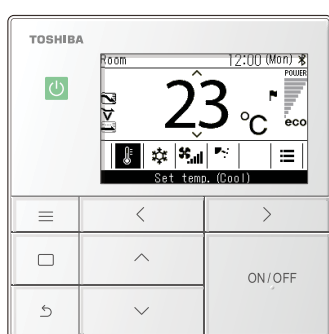 TOSHIBA
Room 12:00 (Mon)
POWER
23 °C
eco
Set temp. (Cool)
ON/OFF